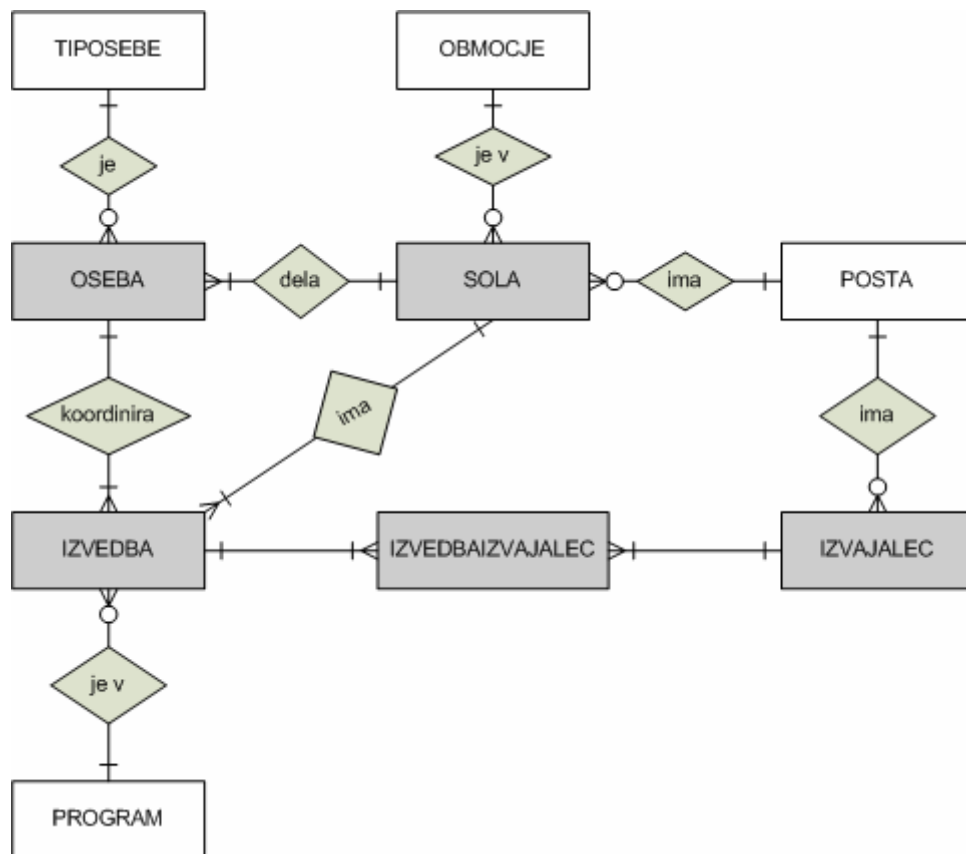 TIPOSEBE
OBMOCJE
je
je v
OSEBA
dela
SOLA
ima
POSTA
koordinira
ima
ima
IZVEDBA
IZVEDBAIZVAJALEC
IZVAJALEC
je v
PROGRAM